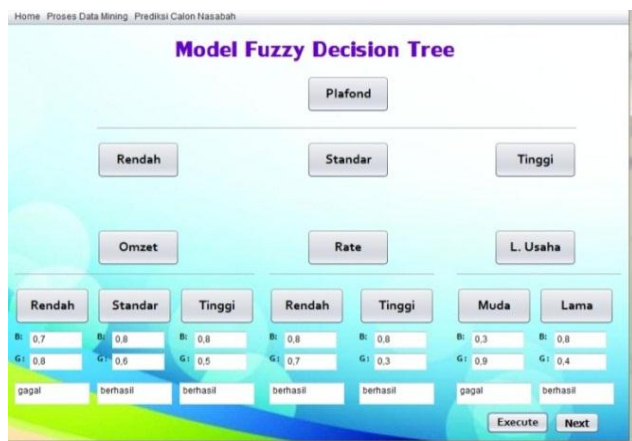 Home Proses Data Mining Prediksi Calon Nasabah
Model Fuzzy Decision Tree
Plafond
Rendah Standar Tinggi
Omzet Rate L. Usaha
Rendah Standar Tinggi Rendah Tinggi Muda Lama
B: 0,7 B: 0,8 B: 0,8 B: 0,8 B: 0,8 B: 0,3 B: 0,8
G: 0,8 G: 0,6 G: 0,5 G: 0,7 G: 0,3 G: 0,9 G: 0,4
gagal berhasil berhasil berhasil berhasil gagal berhasil
Execute Next